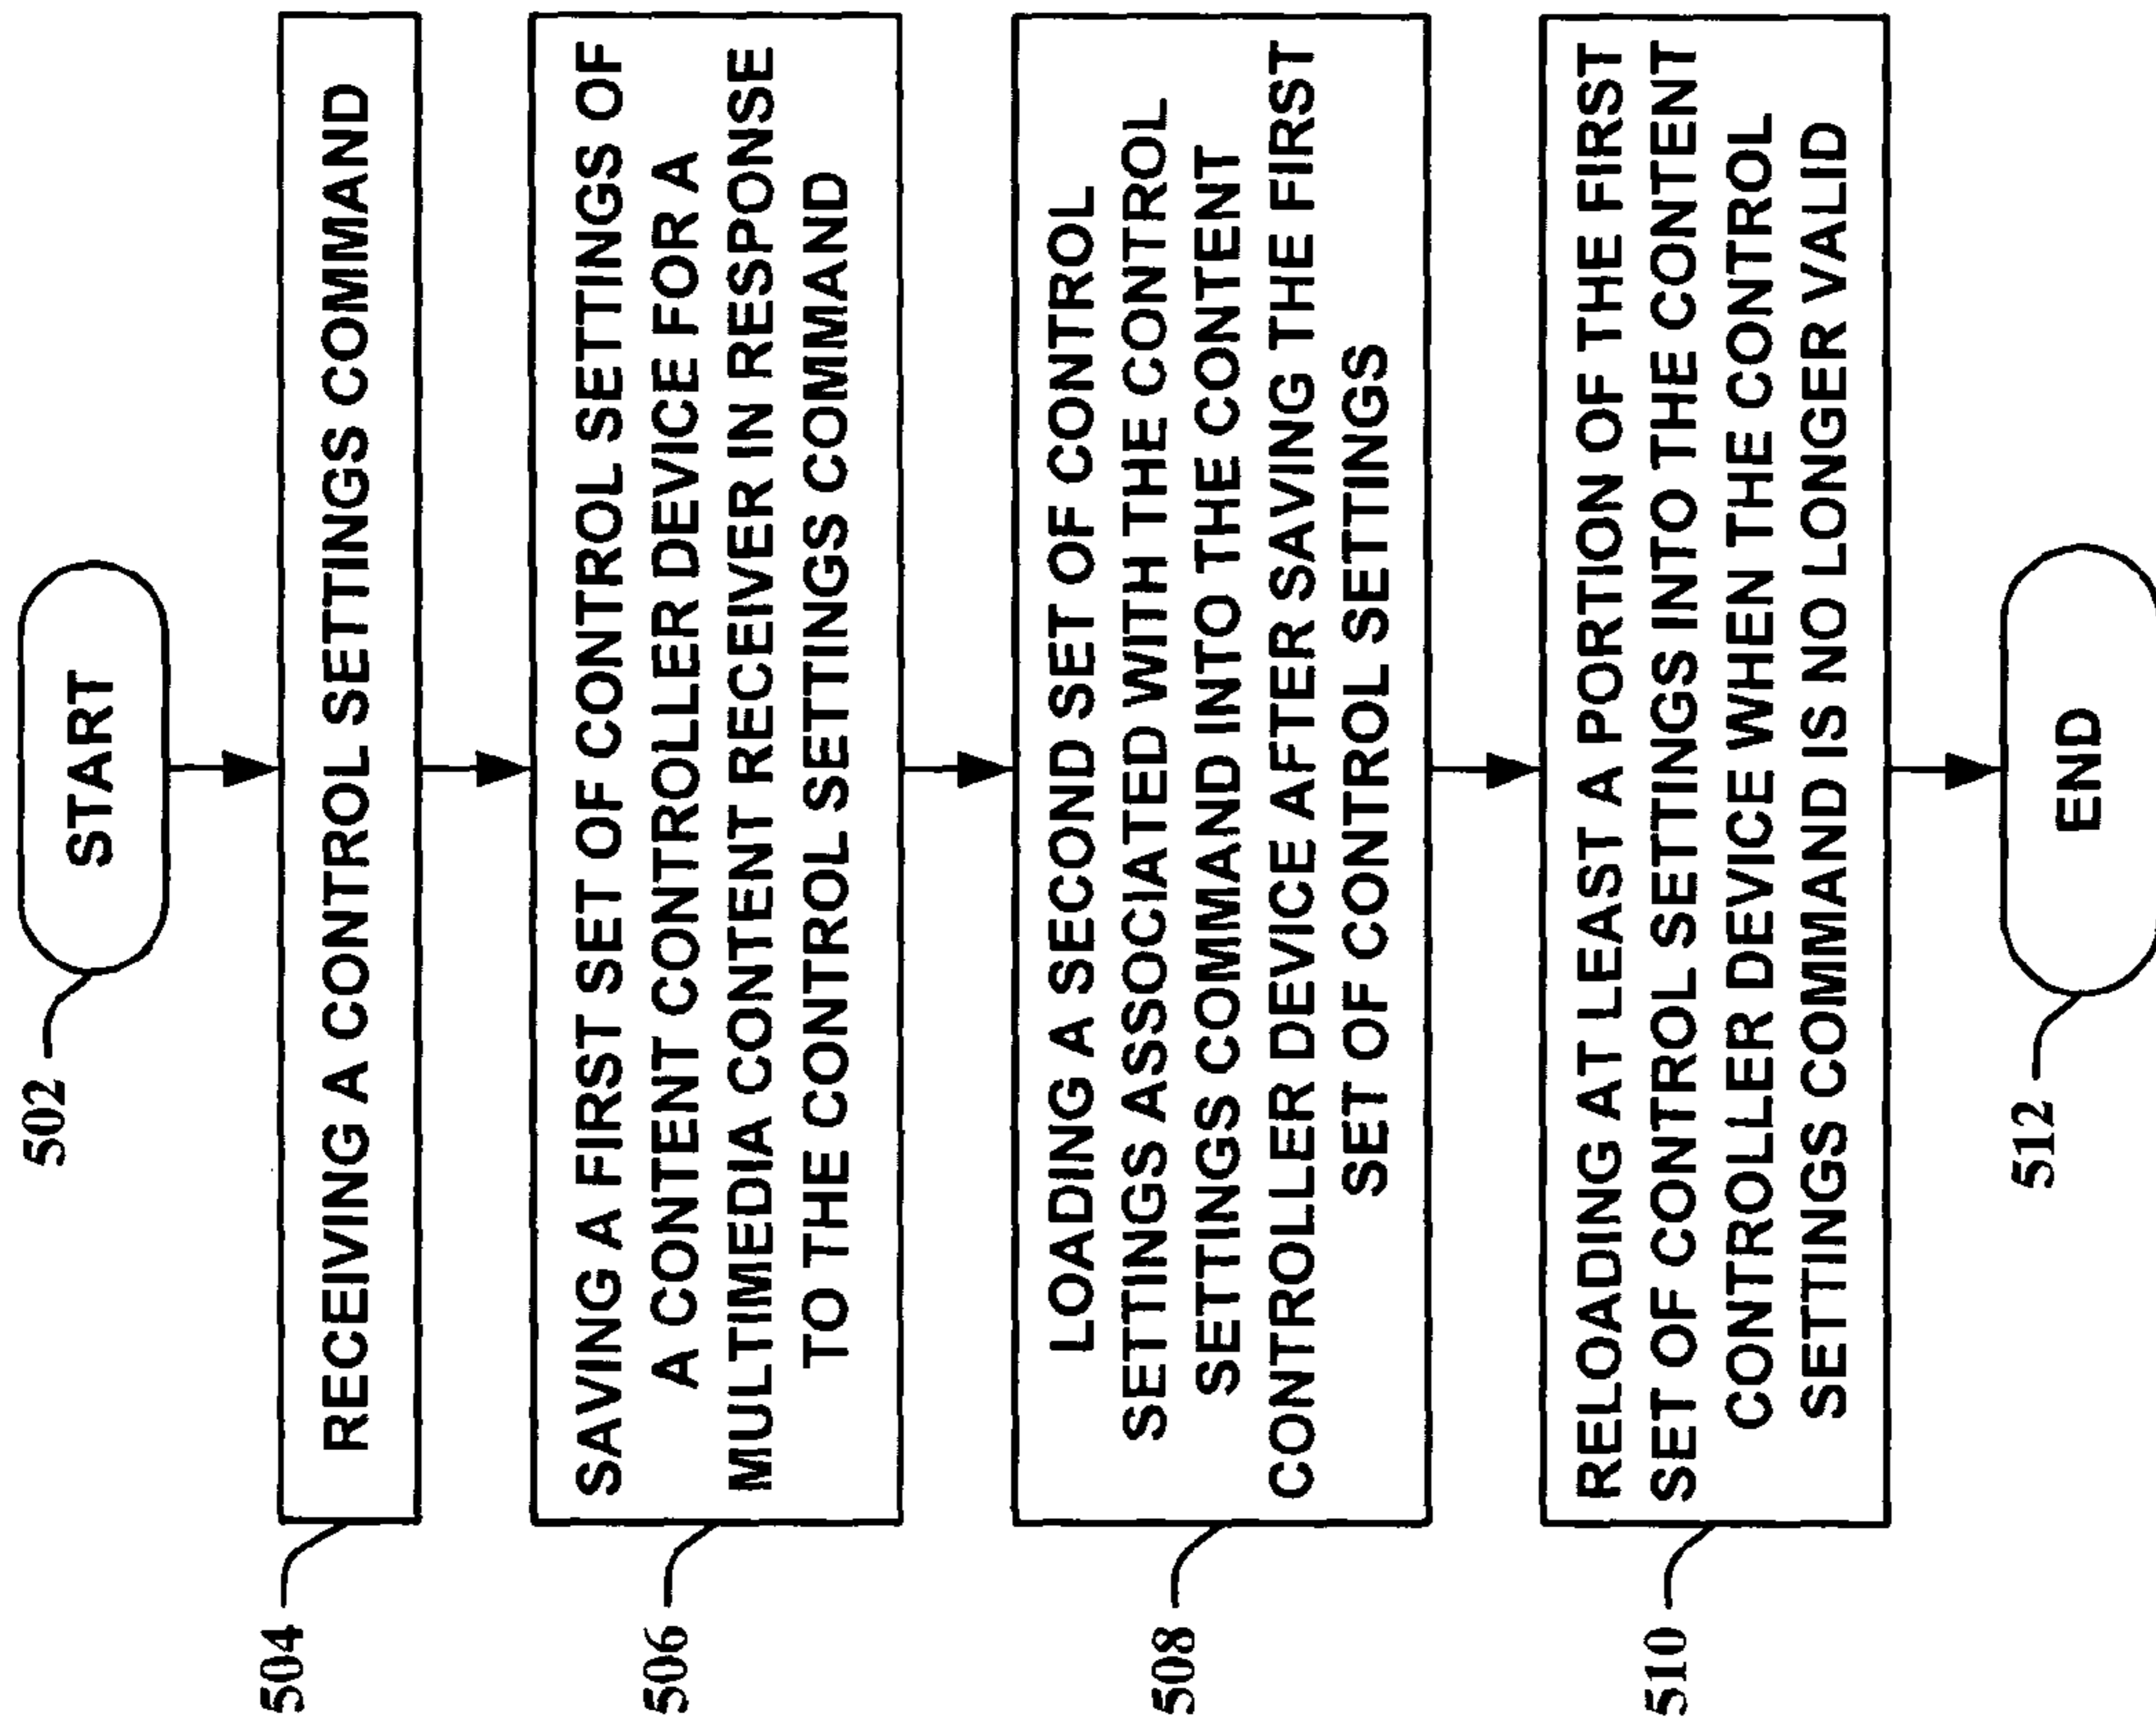 START
502
RECEIVING A CONTROL SETTINGS COMMAND
504
SAVING A FIRST SET OF CONTROL SETTINGS OF
A CONTENT CONTROLLER DEVICE FOR A
MULTIMEDIA CONTENT RECEIVER IN RESPONSE
TO THE CONTROL SETTINGS COMMAND
506
LOADING A SECOND SET OF CONTROL
SETTINGS ASSOCIATED WITH THE CONTROL
SETTINGS COMMAND INTO THE CONTENT
CONTROLLER DEVICE AFTER SAVING THE FIRST
SET OF CONTROL SETTINGS
508
RELOADING AT LEAST A PORTION OF THE FIRST
SET OF CONTROL SETTINGS INTO THE CONTENT
CONTROLLER DEVICE WHEN THE CONTROL
SETTINGS COMMAND IS NO LONGER VALID
510
END
512